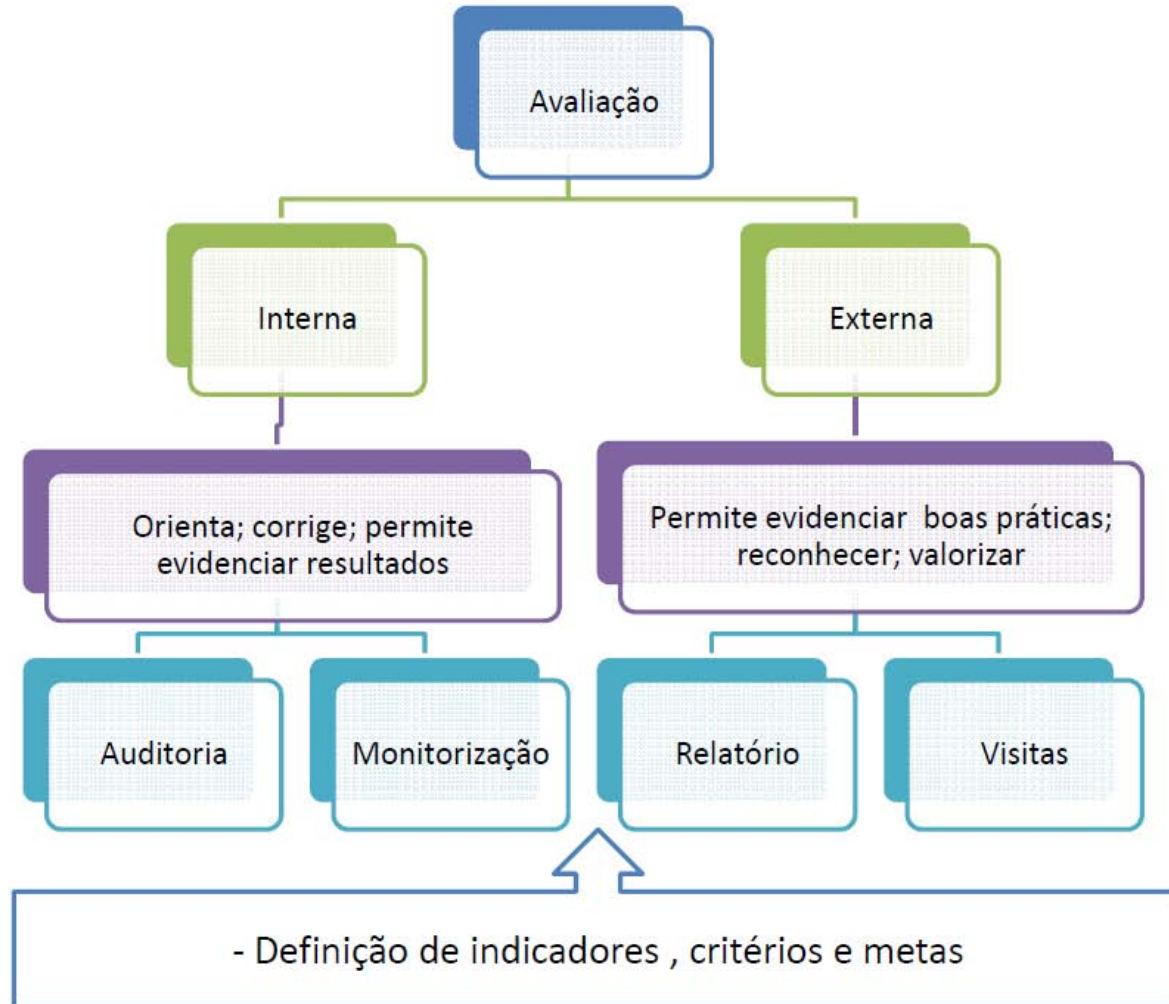 Avaliação
Interna
Externa
Orienta; corrige; permite
evidenciar resultados
Permite evidenciar boas práticas;
reconhecer; valorizar
Auditoria
Monitorização
Relatório
Visitas
- Definição de indicadores , critérios e metas